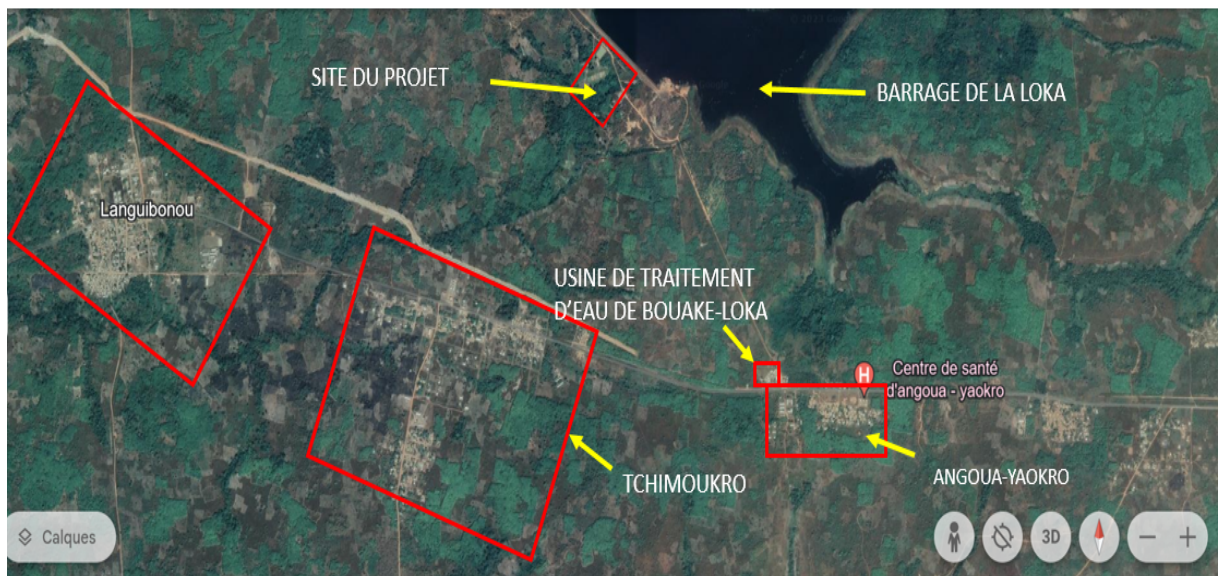 SITE DU PROJET
BARRAGE DE LA LOKA
Languibonou
USINE DE TRAITEMENT
D'EAU DE BOUAKE-LOKA
H
Centre de santé
d'angoua - yaokro
TCHIMOUKRO
ANGOUA-YAOKRO
Calques
3D